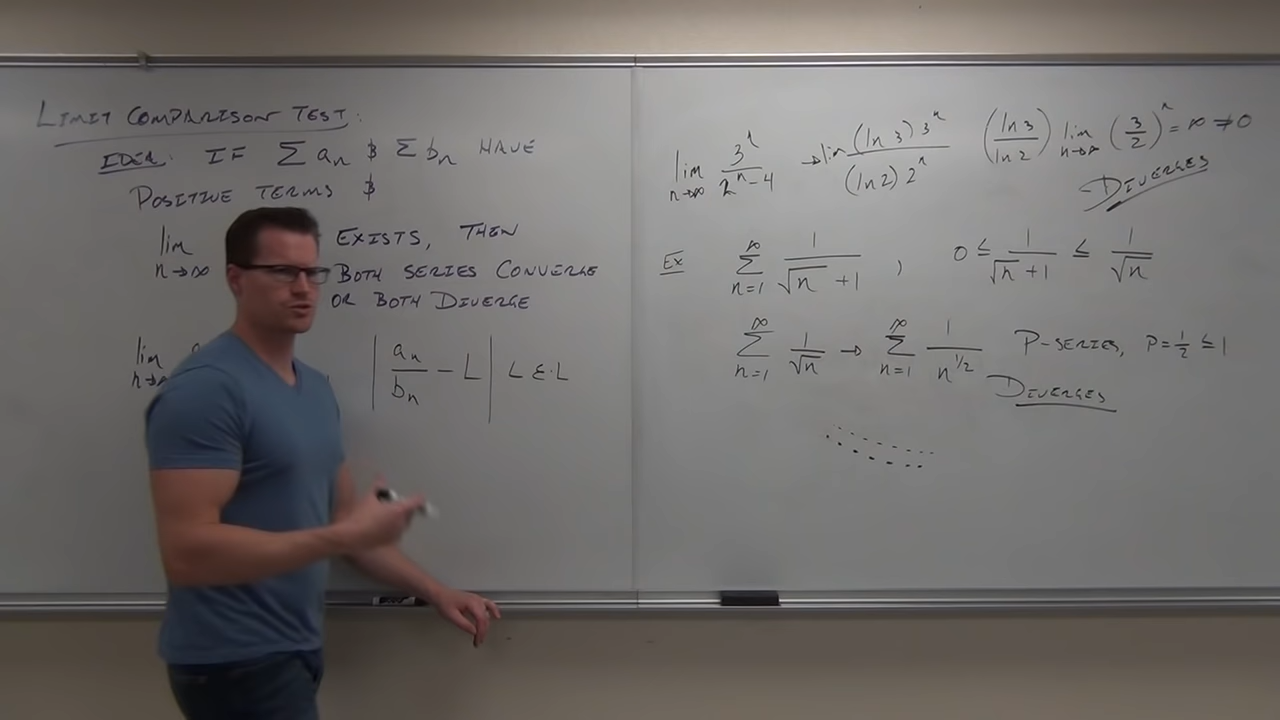 LIMIT COMPARISON TEST:
IDEA: IF Σ aₙ & Σ bₙ HAVE
POSITIVE TERMS &
lim n→∞ EXISTS, THEN
BOTH SERIES CONVERGE
OR BOTH DIVERGE
lim n→∞ | aₙ/bₙ - L | L ε·L
lim n→∞ 3ⁿ/(2ⁿ-4) → lim (ln 3)3ⁿ/(ln 2)2ⁿ (ln 3/ln 2) lim n→∞ (3/2)ⁿ = ∞ ≠ 0
DIVERGES
Ex ∑ n=1 ∞ 1/(√n + 1) , 0 ≤ 1/(√n + 1) ≤ 1/√n
∑ n=1 ∞ 1/√n → ∑ n=1 ∞ 1/n^(1/2) P-SERIES, P = 1/2 ≤ 1
DIVERGES